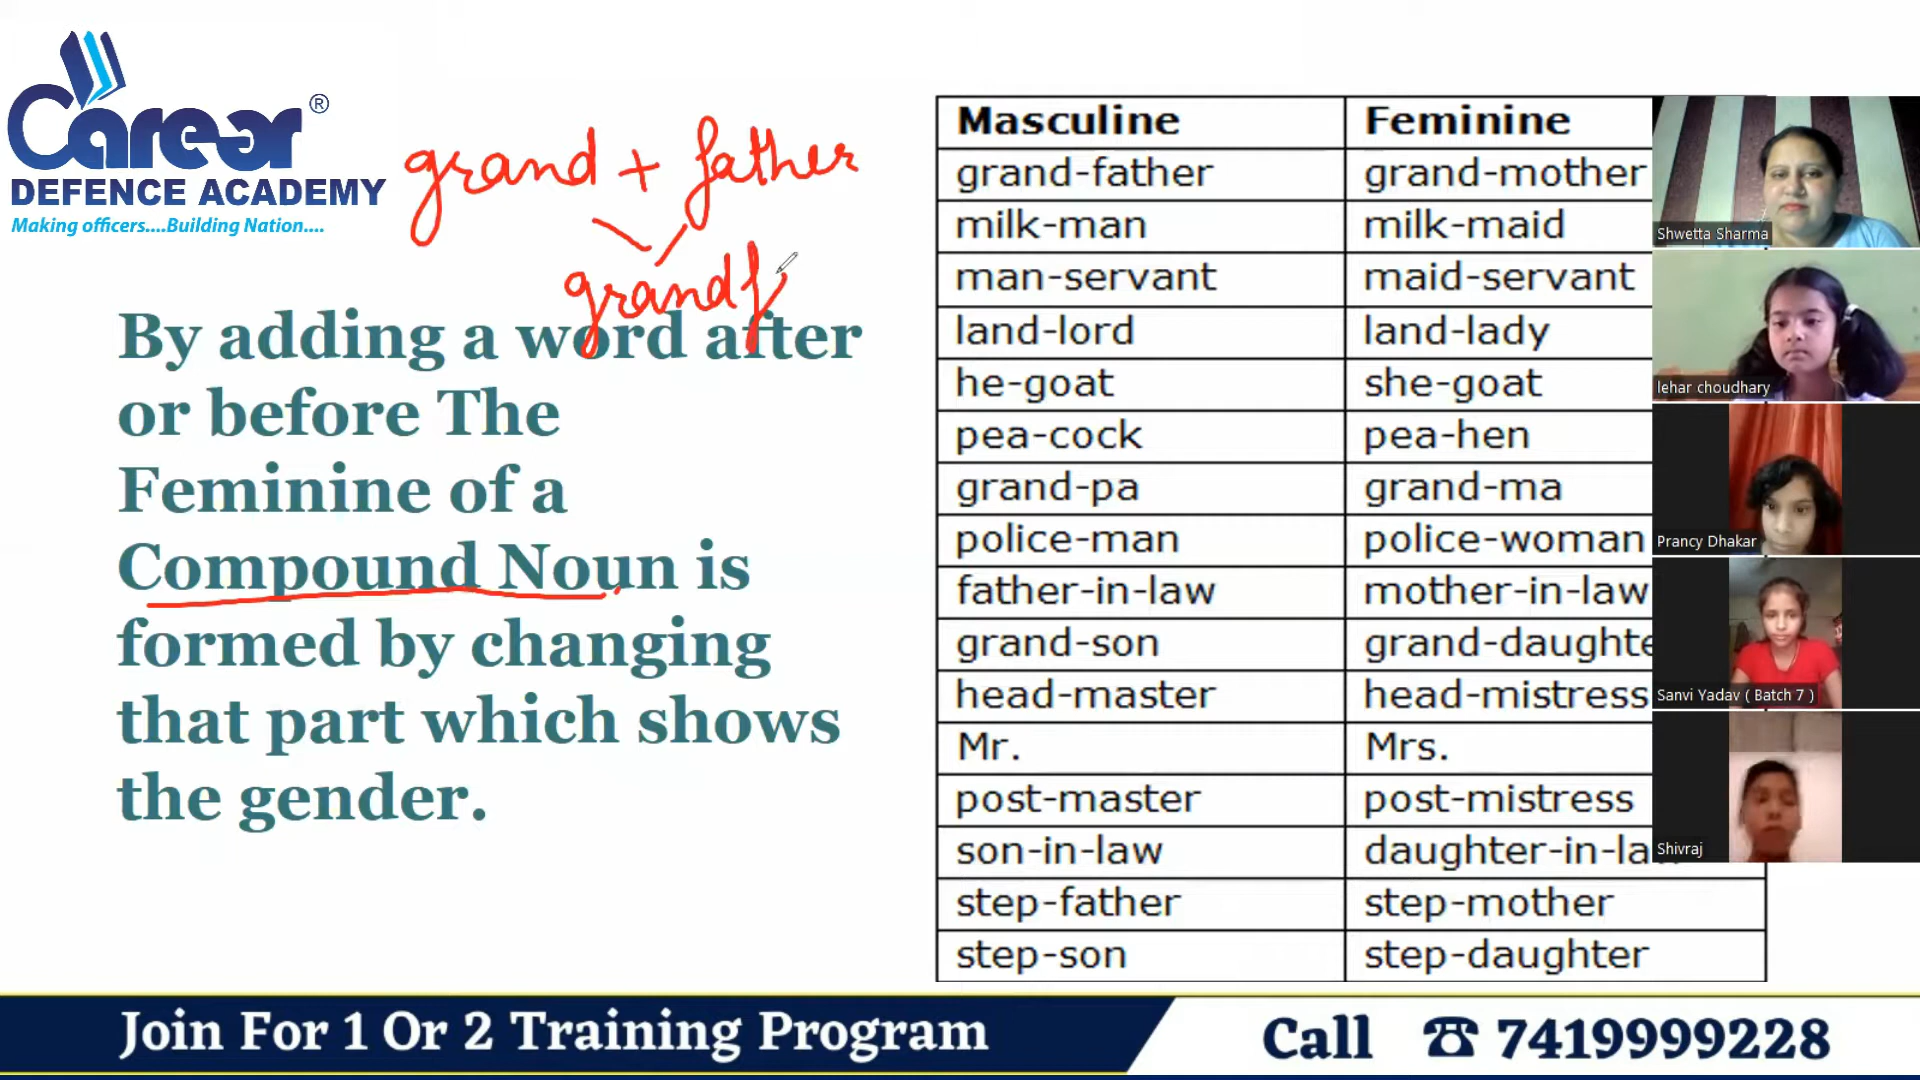 Carear®
DEFENCE ACADEMY
Making officers....Building Nation....
grand + father
grandf
By adding a word after
or before The
Feminine of a
Compound Noun is
formed by changing
that part which shows
the gender.
Masculine Feminine
grand-father grand-mother
milk-man milk-maid
man-servant maid-servant
land-lord land-lady
he-goat she-goat
pea-cock pea-hen
grand-pa grand-ma
police-man police-woman
father-in-law mother-in-law
grand-son grand-daughte
head-master head-mistress
Mr. Mrs.
post-master post-mistress
son-in-law daughter-in-la
step-father step-mother
step-son step-daughter
Shwetta Sharma
lehar choudhary
Prancy Dhakar
Sanvi Yadav ( Batch 7 )
Shivraj
Join For 1 Or 2 Training Program
Call ☎ 7419999228